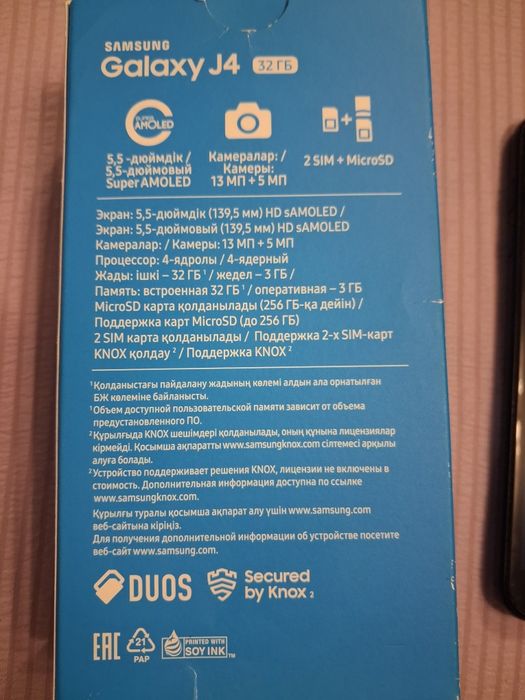 SAMSUNG
Galaxy J4 32 ГБ
SUPER
AMOLED
5,5 -дюймдік /
5,5-дюймовый
Super AMOLED
Камералар: /
Камеры:
13 МП + 5 МП
2 SIM + MicroSD
Экран: 5,5-дюймдік (139,5 мм) HD sAMOLED /
Экран: 5,5-дюймовый (139,5 мм) HD sAMOLED
Камералар: / Камеры: 13 МП + 5 МП
Процессор: 4-ядролы / 4-ядерный
Жады: ішкі – 32 ГБ ¹ / жедел – 3 ГБ /
Память: встроенная 32 ГБ ¹ / оперативная – 3 ГБ
MicroSD карта қолданылады (256 ГБ-қа дейін) /
Поддержка карт MicroSD (до 256 ГБ)
2 SIM карта қолданылады / Поддержка 2-х SIM-карт
KNOX қолдау ² / Поддержка KNOX ²
¹ Қолданыстағы пайдалану жадының көлемі алдын ала орнатылған
БЖ көлеміне байланысты.
¹ Объем доступной пользовательской памяти зависит от объема
предустановленного ПО.
² Құрылғыда KNOX шешімдері қолданылады, оның құнына лицензиялар
кірмейді. Қосымша ақпаратты www.samsungknox.com сілтемесі арқылы
алуға болады.
² Устройство поддерживает решения KNOX, лицензии не включены в
стоимость. Дополнительная информация доступна по ссылке
www.samsungknox.com.
Құрылғы туралы қосымша ақпарат алу үшін www.samsung.com
веб-сайтына кіріңіз.
Для получения дополнительной информации об устройстве посетите
веб-сайт www.samsung.com.
DUOS
Secured
by Knox 2
EAC
21
PAP
PRINTED WITH
SOY INK TM